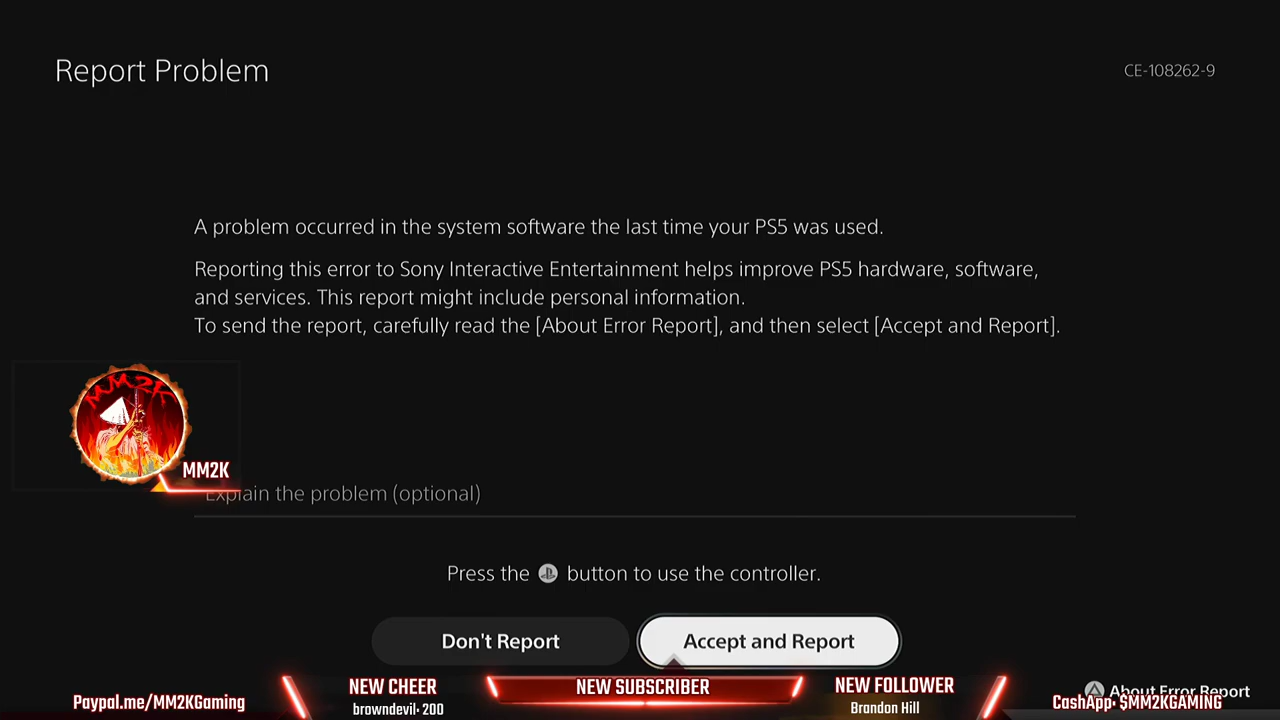 Report Problem
CE-108262-9
A problem occurred in the system software the last time your PS5 was used.
Reporting this error to Sony Interactive Entertainment helps improve PS5 hardware, software,
and services. This report might include personal information.
To send the report, carefully read the [About Error Report], and then select [Accept and Report].
MM2K
MM2K
Explain the problem (optional)
Press the button to use the controller.
Don't Report
Accept and Report
Paypal.me/MM2KGaming
NEW CHEER
browndevil: 200
NEW SUBSCRIBER
NEW FOLLOWER
Brandon Hill
About Error Report
CashApp: $MM2KGAMING